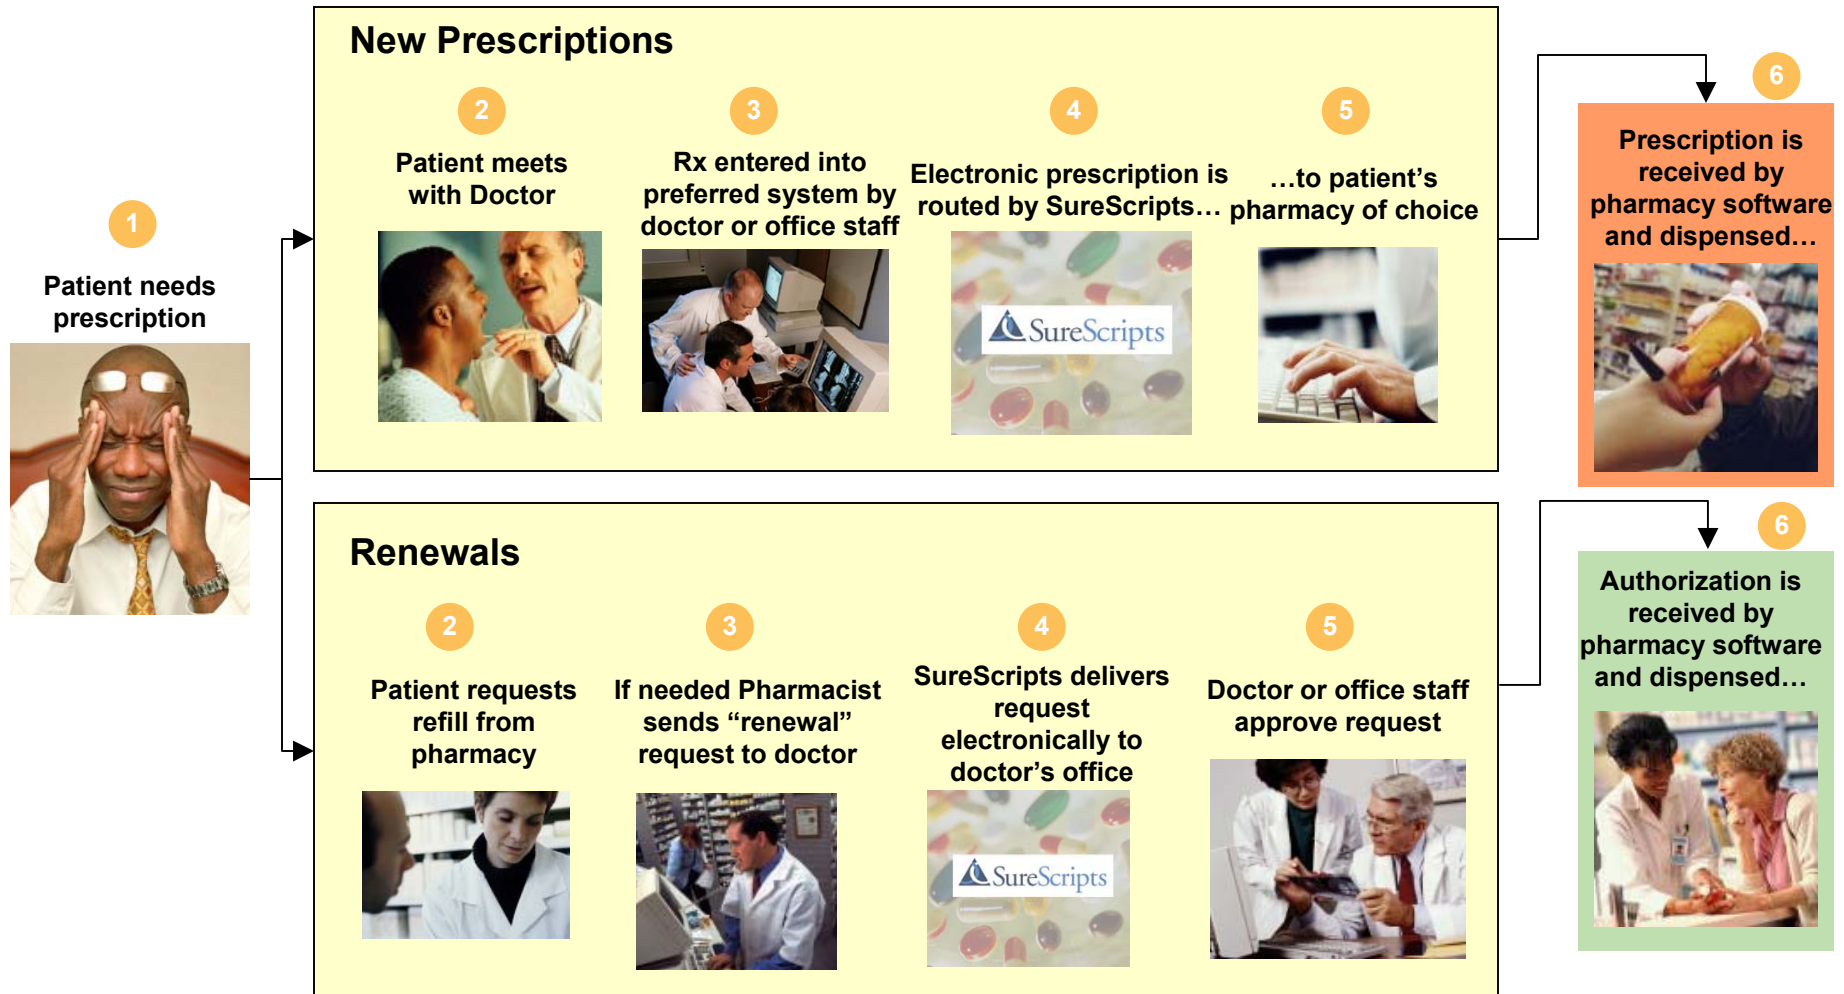 1
Patient needs
prescription
New Prescriptions
2
Patient meets
with Doctor
3
Rx entered into
preferred system by
doctor or office staff
4
Electronic prescription is
routed by SureScripts…
SureScripts
5
…to patient’s
pharmacy of choice
6
Prescription is
received by
pharmacy software
and dispensed…
Renewals
2
Patient requests
refill from
pharmacy
3
If needed Pharmacist
sends “renewal”
request to doctor
4
SureScripts delivers
request
electronically to
doctor’s office
SureScripts
5
Doctor or office staff
approve request
6
Authorization is
received by
pharmacy software
and dispensed…